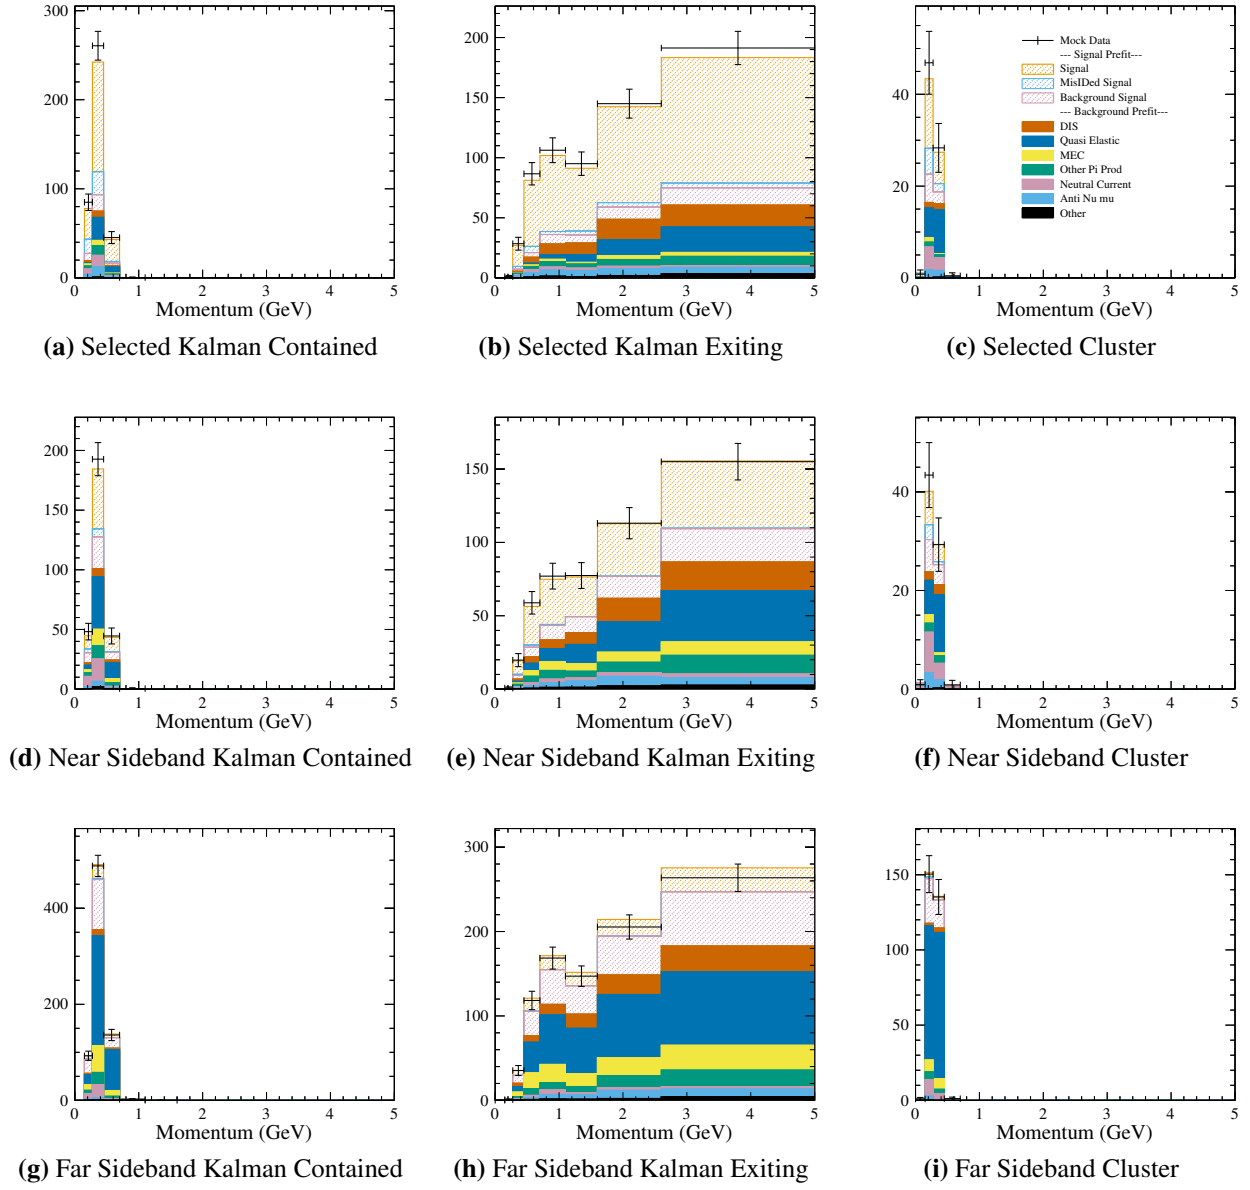 300
200
100
0
0 1 2 3 4 5
Momentum (GeV)
(a) Selected Kalman Contained
200
150
100
50
0
0 1 2 3 4 5
Momentum (GeV)
(b) Selected Kalman Exiting
40
20
0
Mock Data
--- Signal Prefit---
Signal
MisIDed Signal
Background Signal
--- Background Prefit---
DIS
Quasi Elastic
MEC
Other Pi Prod
Neutral Current
Anti Nu mu
Other
0 1 2 3 4 5
Momentum (GeV)
(c) Selected Cluster
200
150
100
50
0
0 1 2 3 4 5
Momentum (GeV)
(d) Near Sideband Kalman Contained
150
100
50
0
0 1 2 3 4 5
Momentum (GeV)
(e) Near Sideband Kalman Exiting
40
20
0
0 1 2 3 4 5
Momentum (GeV)
(f) Near Sideband Cluster
400
200
0
0 1 2 3 4 5
Momentum (GeV)
(g) Far Sideband Kalman Contained
300
200
100
0
0 1 2 3 4 5
Momentum (GeV)
(h) Far Sideband Kalman Exiting
150
100
50
0
0 1 2 3 4 5
Momentum (GeV)
(i) Far Sideband Cluster